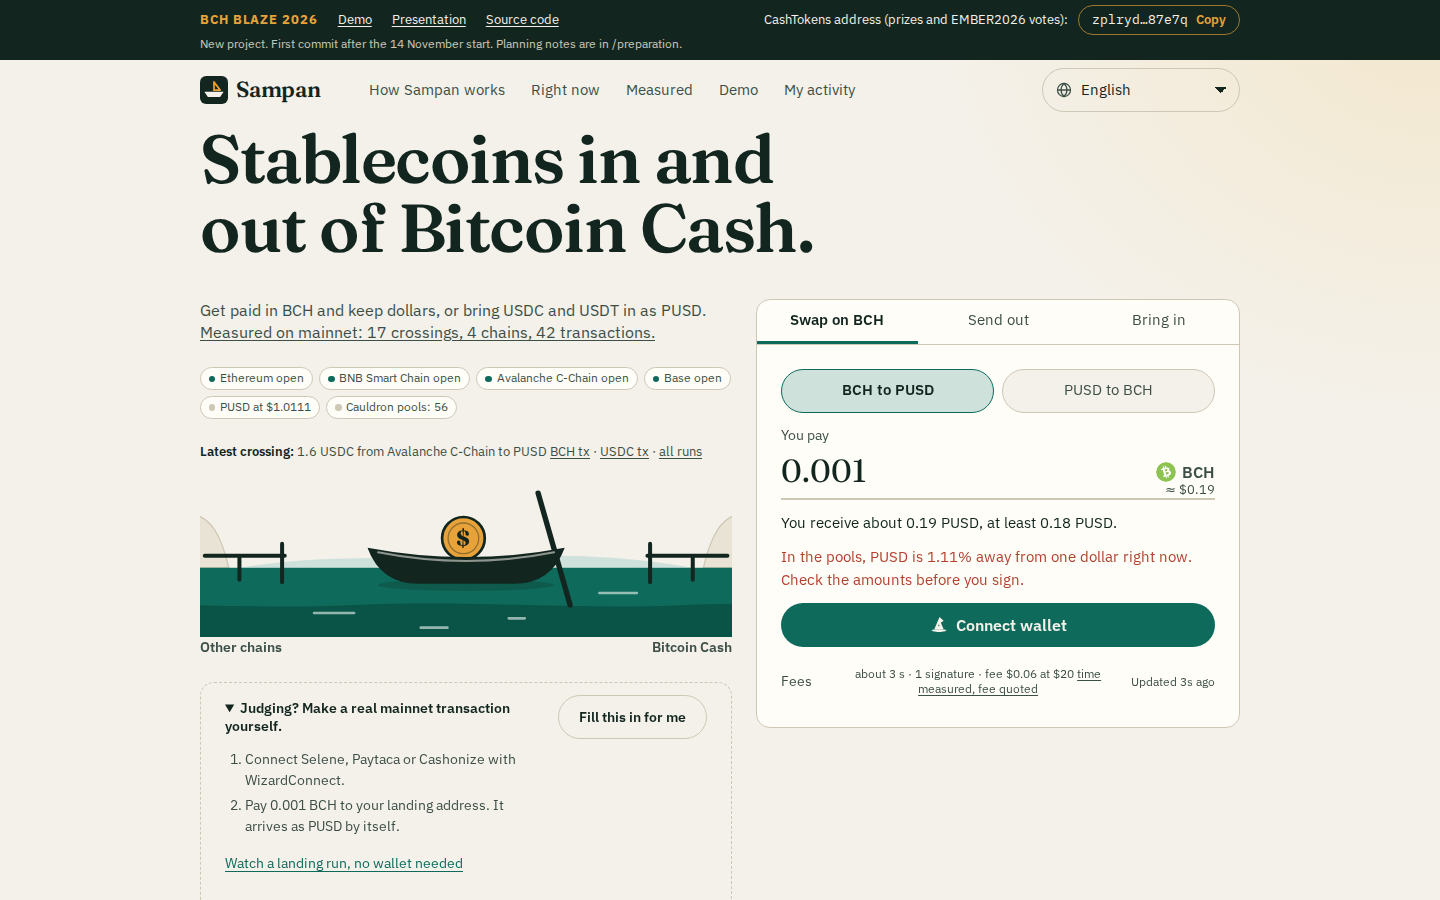 BCH BLAZE 2026 Demo Presentation Source code CashTokens address (prizes and EMBER2026 votes): zplryd…87e7q Copy
New project. First commit after the 14 November start. Planning notes are in /preparation.
Sampan How Sampan works Right now Measured Demo My activity English
Stablecoins in and
out of Bitcoin Cash.
Get paid in BCH and keep dollars, or bring USDC and USDT in as PUSD.
Measured on mainnet: 17 crossings, 4 chains, 42 transactions.
Ethereum open BNB Smart Chain open Avalanche C-Chain open Base open
PUSD at $1.0111 Cauldron pools: 56
Latest crossing: 1.6 USDC from Avalanche C-Chain to PUSD BCH tx · USDC tx · all runs
$
Other chains Bitcoin Cash
Judging? Make a real mainnet transaction
yourself.
Fill this in for me
1. Connect Selene, Paytaca or Cashonize with
WizardConnect.
2. Pay 0.001 BCH to your landing address. It
arrives as PUSD by itself.
Watch a landing run, no wallet needed
Swap on BCH Send out Bring in
BCH to PUSD PUSD to BCH
You pay
0.001 BCH
≈ $0.19
You receive about 0.19 PUSD, at least 0.18 PUSD.
In the pools, PUSD is 1.11% away from one dollar right now.
Check the amounts before you sign.
Connect wallet
Fees about 3 s · 1 signature · fee $0.06 at $20 time
measured, fee quoted
Updated 3s ago